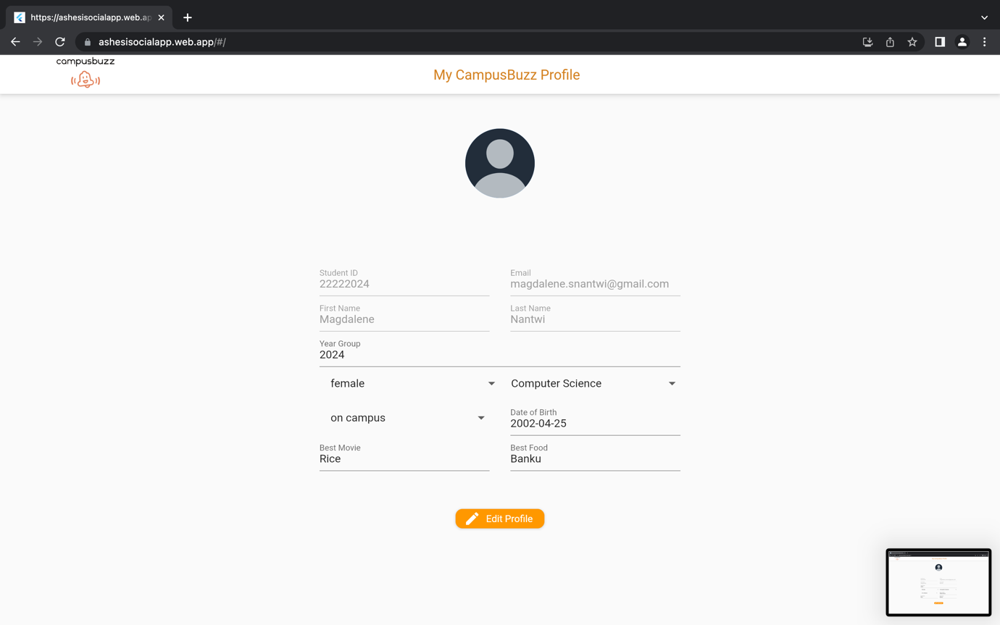 https://ashesisocialapp.web.ap
ashesisocialapp.web.app/#/
campusbuzz
My CampusBuzz Profile
Student ID
22222024
Email
magdalene.snantwi@gmail.com
First Name
Magdalene
Last Name
Nantwi
Year Group
2024
female
Computer Science
on campus
Date of Birth
2002-04-25
Best Movie
Rice
Best Food
Banku
Edit Profile